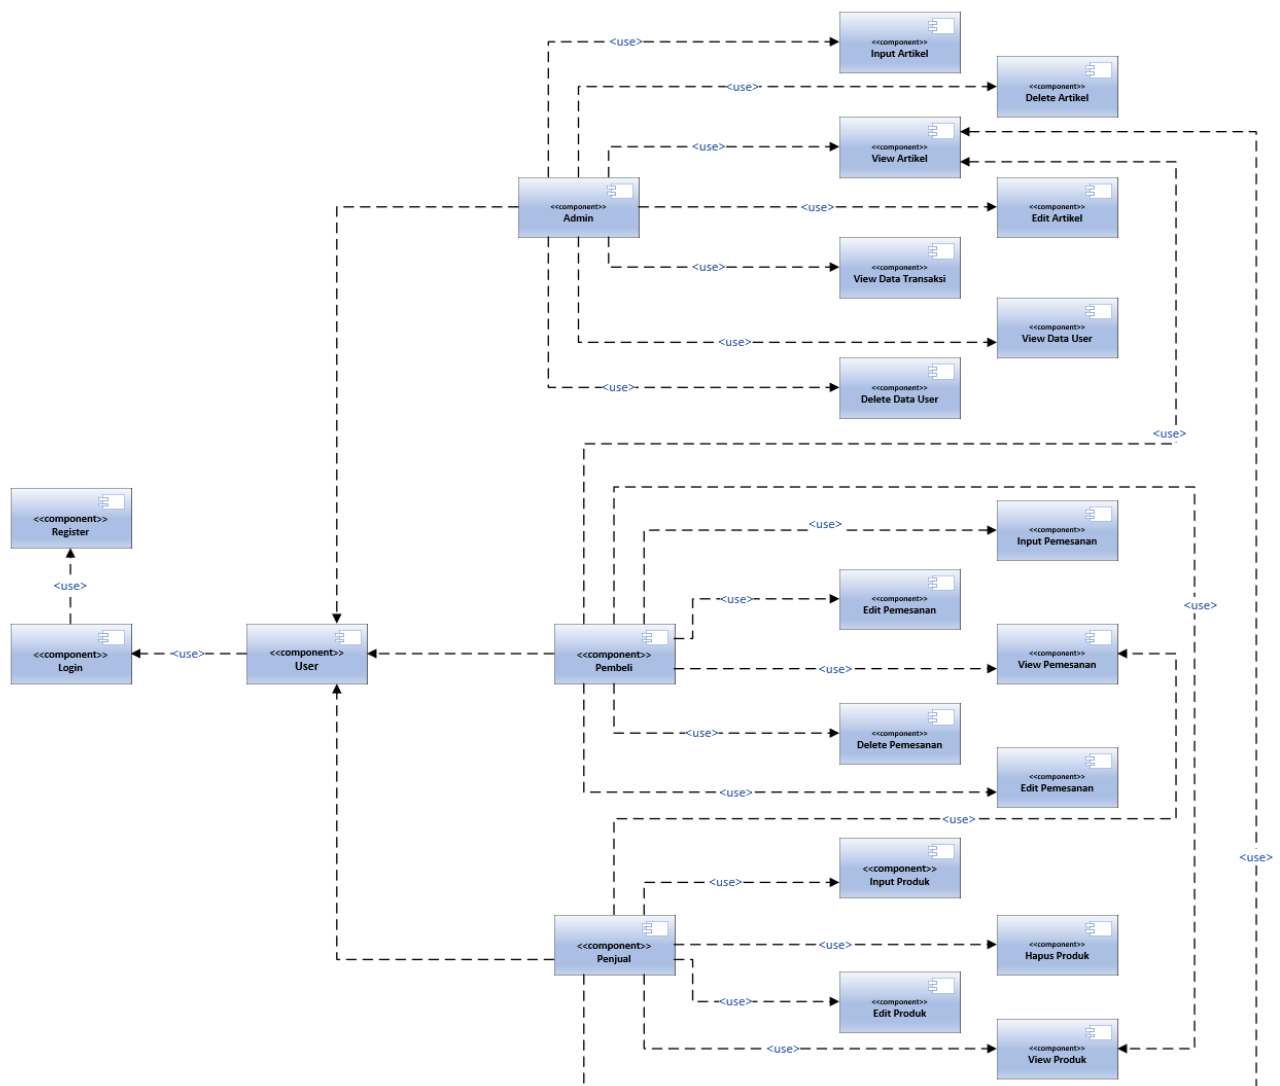 <use>
<<component>>
Input Artikel
<use>
<<component>>
Delete Artikel
<use>
<<component>>
View Artikel
<<component>>
Admin
<use>
<<component>>
Edit Artikel
<use>
<<component>>
View Data Transaksi
<use>
<<component>>
View Data User
<use>
<<component>>
Delete Data User
<use>
<<component>>
Register
<use>
<<component>>
Login
<use>
<<component>>
User
<use>
<<component>>
Input Pemesanan
<use>
<<component>>
Edit Pemesanan
<use>
<<component>>
Pembeli
<use>
<<component>>
View Pemesanan
<use>
<<component>>
Delete Pemesanan
<use>
<<component>>
Edit Pemesanan
<use>
<use>
<use>
<<component>>
Input Produk
<<component>>
Penjual
<use>
<<component>>
Hapus Produk
<use>
<<component>>
Edit Produk
<use>
<<component>>
View Produk